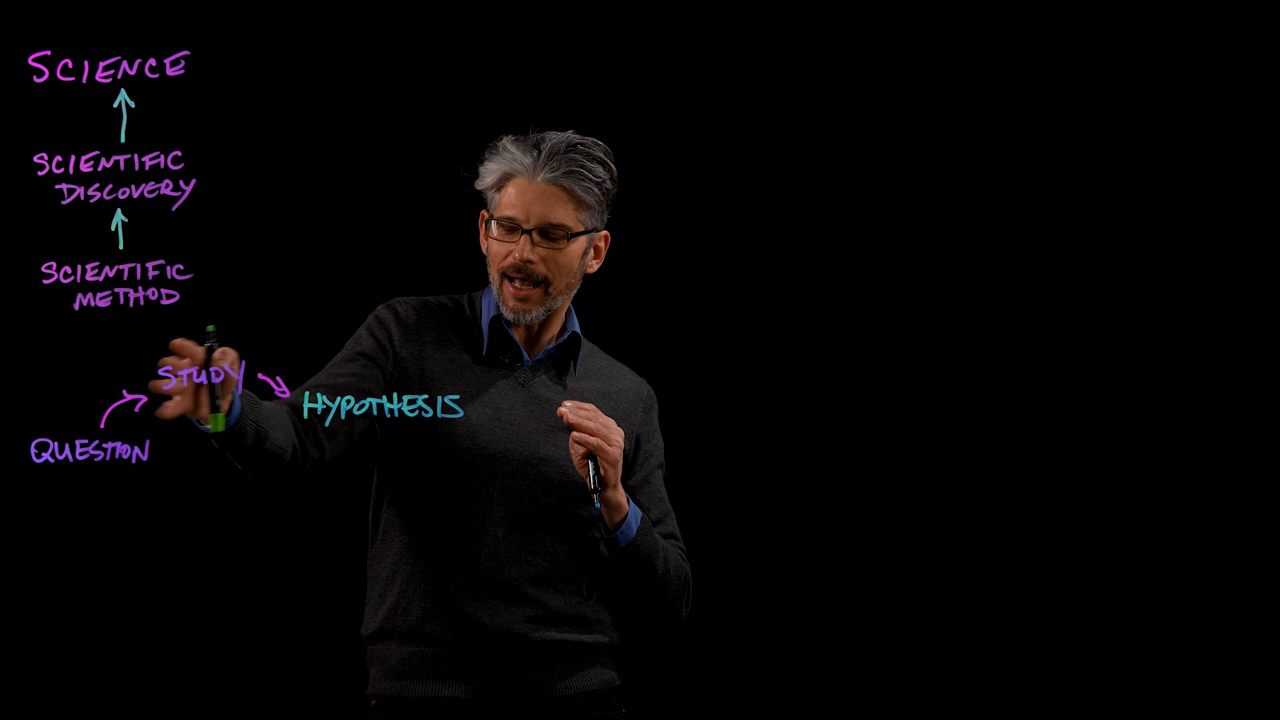 SCIENCE
SCIENTIFIC
DISCOVERY
SCIENTIFIC
METHOD
STUDY
HYPOTHESIS
QUESTION